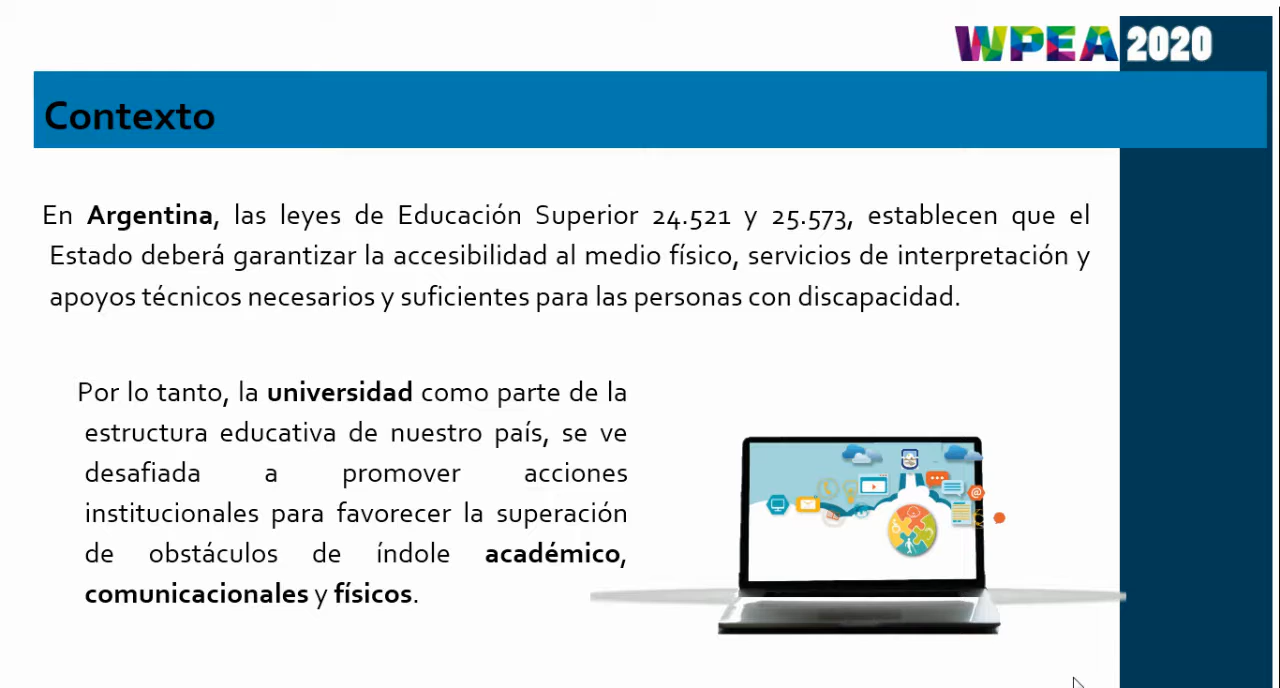 WPEA 2020
Contexto
En Argentina, las leyes de Educación Superior 24.521 y 25.573, establecen que el
Estado deberá garantizar la accesibilidad al medio físico, servicios de interpretación y
apoyos técnicos necesarios y suficientes para las personas con discapacidad.
Por lo tanto, la universidad como parte de la
estructura educativa de nuestro país, se ve
desafiada a promover acciones
institucionales para favorecer la superación
de obstáculos de índole académico,
comunicacionales y físicos.